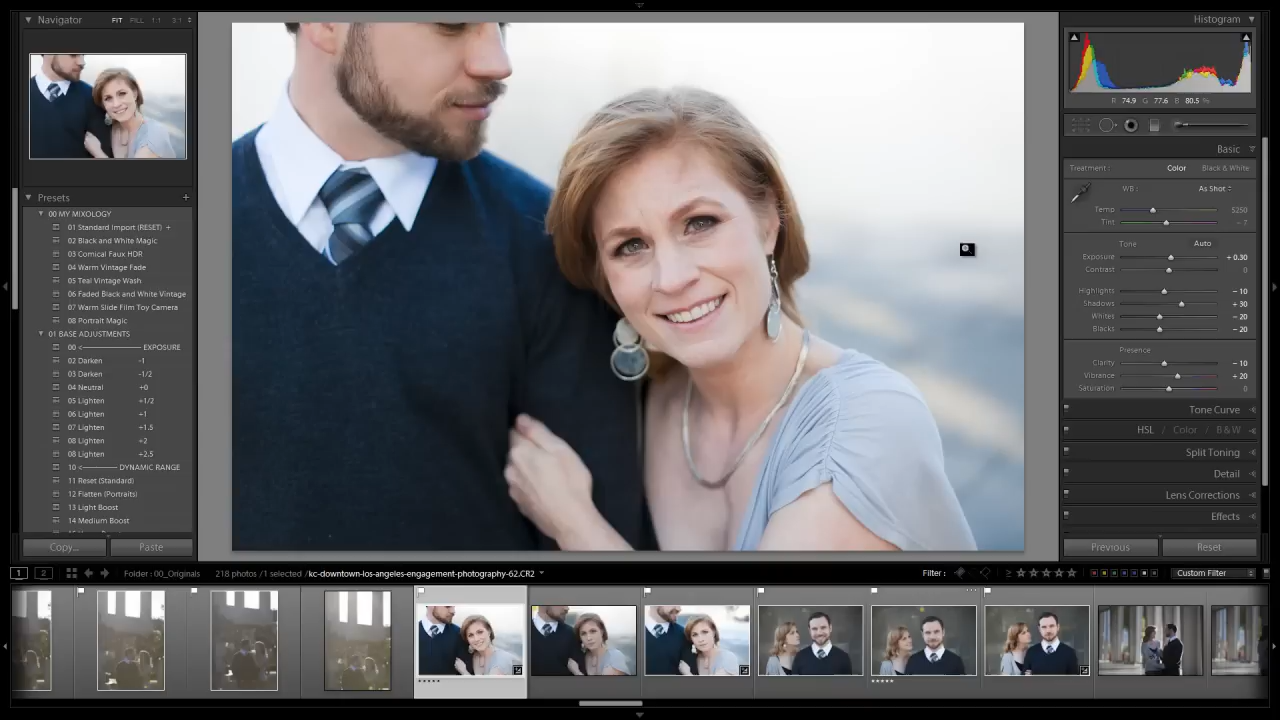 Navigator FIT FILL 1:1 3:1
Presets +
00 MY MIXOLOGY
01 Standard Import (RESET) +
02 Black and White Magic
03 Comical Faux HDR
04 Warm Vintage Fade
05 Teal Vintage Wash
06 Faded Black and White Vintage
07 Warm Slide Film Toy Camera
08 Portrait Magic
01 BASE ADJUSTMENTS
00 <———————— EXPOSURE
02 Darken -1
03 Darken -1/2
04 Neutral +0
05 Lighten +1/2
06 Lighten +1
07 Lighten +1.5
08 Lighten +2
08 Lighten +2.5
10 <———— DYNAMIC RANGE
11 Reset (Standard)
12 Flatten (Portraits)
13 Light Boost
14 Medium Boost
Copy... Paste
Histogram
R 74.9 G 77.6 B 80.5 %
Basic
Treatment : Color Black & White
WB : As Shot
Temp 5250
Tint - 7
Tone Auto
Exposure + 0.30
Contrast 0
Highlights - 10
Shadows + 30
Whites - 20
Blacks - 20
Presence
Clarity - 10
Vibrance + 20
Saturation 0
Tone Curve
HSL / Color / B & W
Split Toning
Detail
Lens Corrections
Effects
Previous Reset
1 2 Folder : 00_Originals 218 photos /1 selected /kc-downtown-los-angeles-engagement-photography-62.CR2 Filter : ≥ ★★★★★ Custom Filter